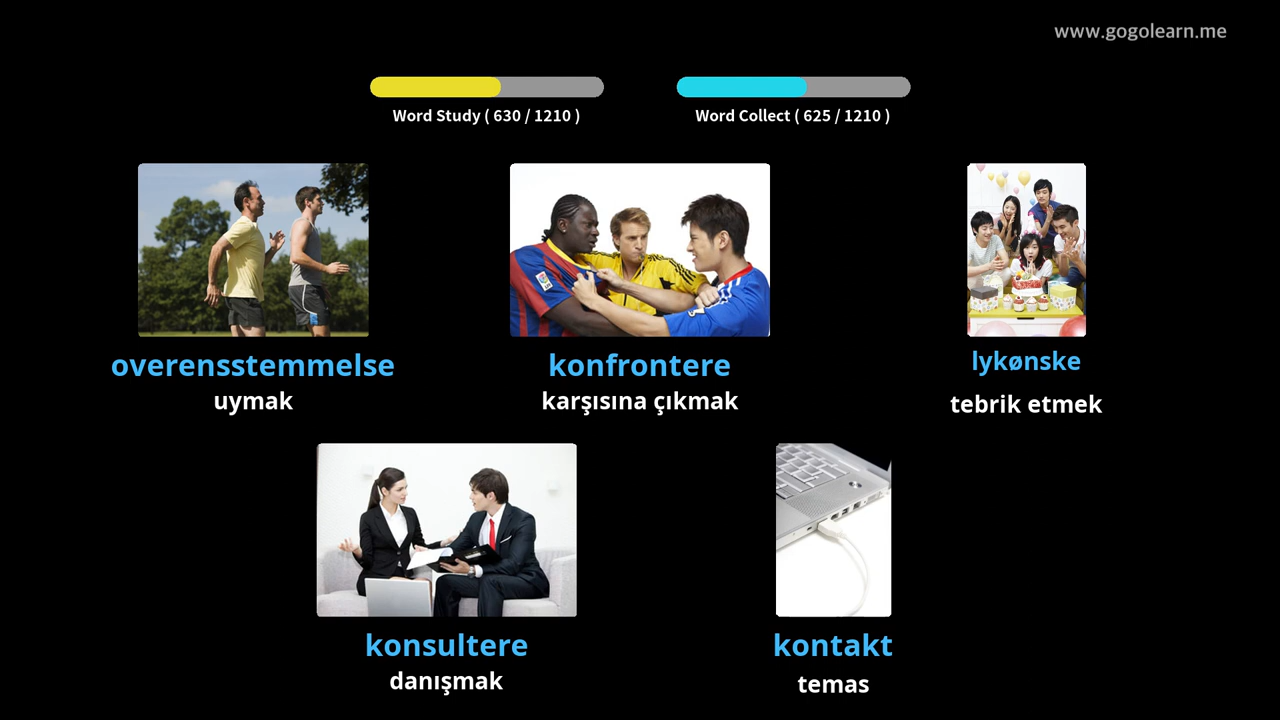 www.gogolearn.me
Word Study ( 630 / 1210 )
Word Collect ( 625 / 1210 )
overensstemmelse
uymak
konfrontere
karşısına çıkmak
lykønske
tebrik etmek
konsultere
danışmak
kontakt
temas